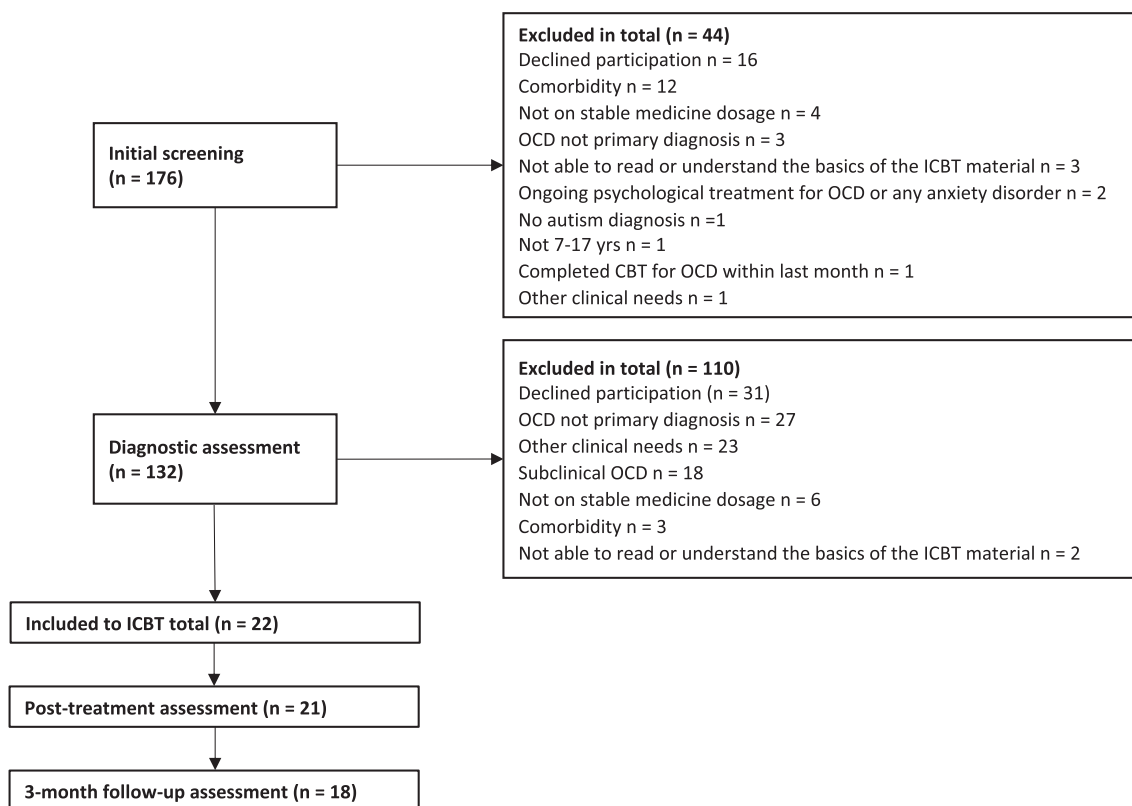 Initial screening
(n = 176)
Excluded in total (n = 44)
Declined participation n = 16
Comorbidity n = 12
Not on stable medicine dosage n = 4
OCD not primary diagnosis n = 3
Not able to read or understand the basics of the ICBT material n = 3
Ongoing psychological treatment for OCD or any anxiety disorder n = 2
No autism diagnosis n =1
Not 7-17 yrs n = 1
Completed CBT for OCD within last month n = 1
Other clinical needs n = 1
Diagnostic assessment
(n = 132)
Excluded in total (n = 110)
Declined participation (n = 31)
OCD not primary diagnosis n = 27
Other clinical needs n = 23
Subclinical OCD n = 18
Not on stable medicine dosage n = 6
Comorbidity n = 3
Not able to read or understand the basics of the ICBT material n = 2
Included to ICBT total (n = 22)
Post-treatment assessment (n = 21)
3-month follow-up assessment (n = 18)